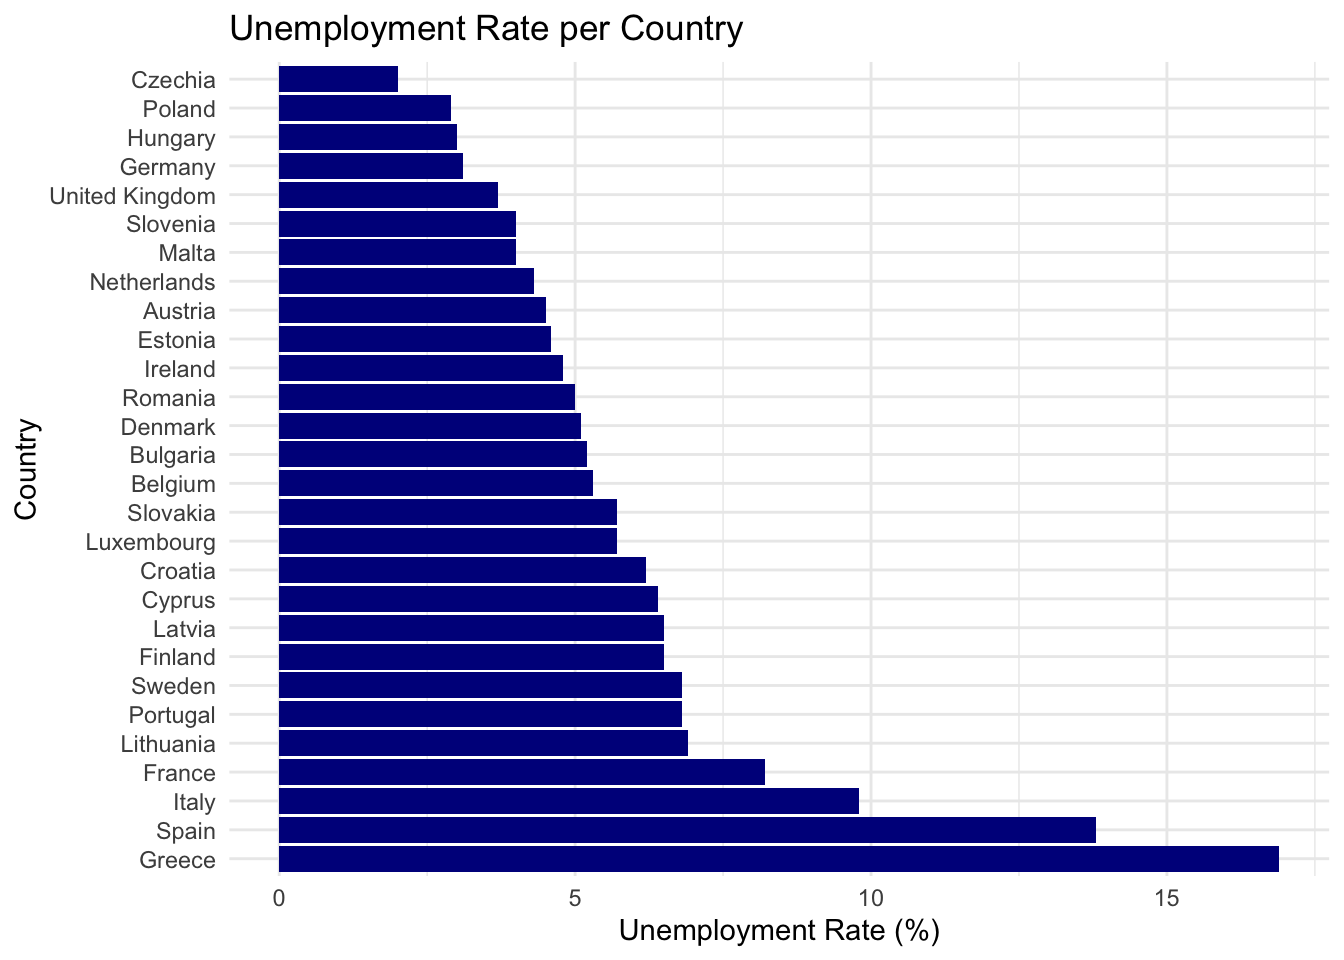 Unemployment Rate per Country
Czechia
Poland
Hungary
Germany
United Kingdom
Slovenia
Malta
Netherlands
Austria
Estonia
Ireland
Romania
Denmark
Bulgaria
Belgium
Slovakia
Luxembourg
Croatia
Cyprus
Latvia
Finland
Sweden
Portugal
Lithuania
France
Italy
Spain
Greece
Country
0 5 10 15
Unemployment Rate (%)